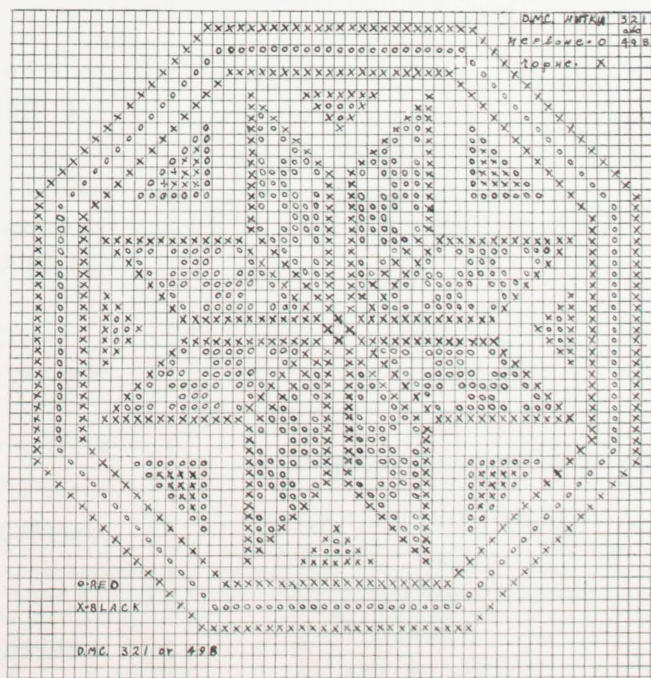 D.M.C. НИТКИ 321.
або
червоне- О 498
чорне. X
O-RED
X-BLACK
D.M.C. 321 or 498